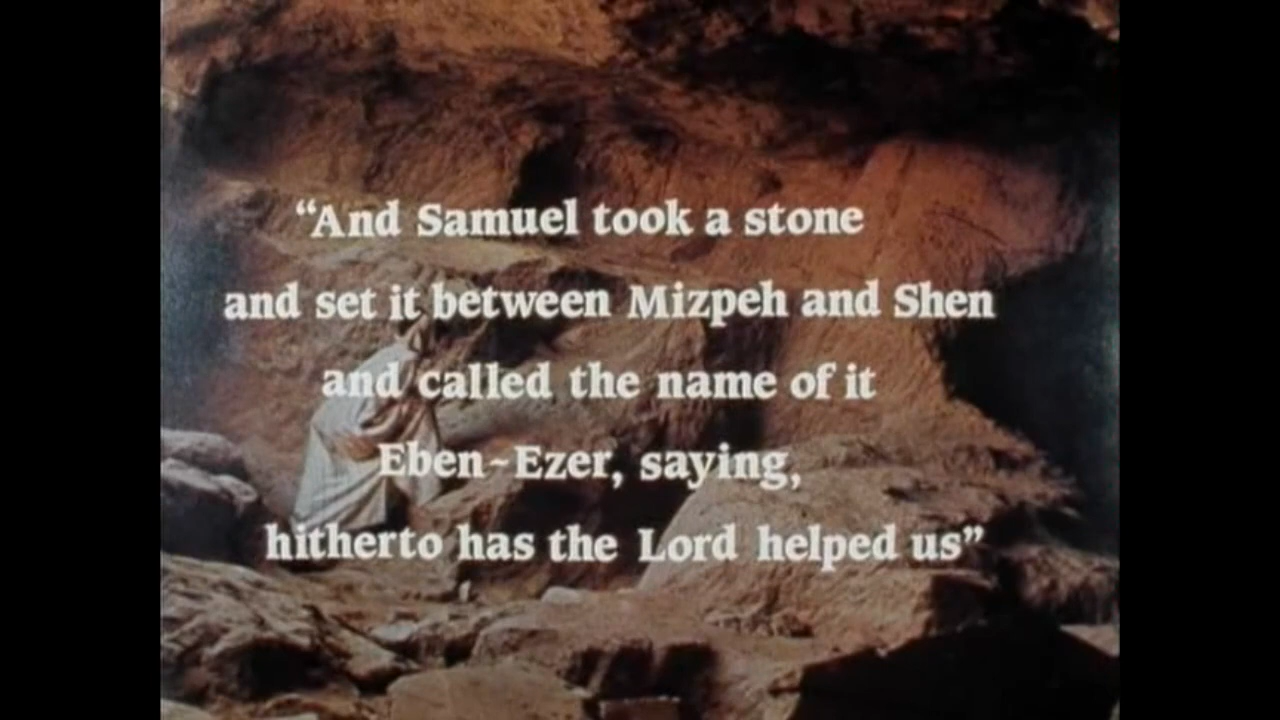 “And Samuel took a stone
and set it between Mizpeh and Shen
and called the name of it
Eben-Ezer, saying,
hitherto has the Lord helped us”